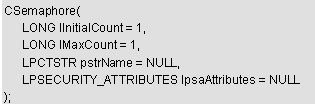 CSemaphore(
LONG lInitialCount = 1,
LONG lMaxCount = 1,
LPCTSTR pstrName = NULL,
LPSECURITY_ATTRIBUTES lpsaAttributes = NULL
);